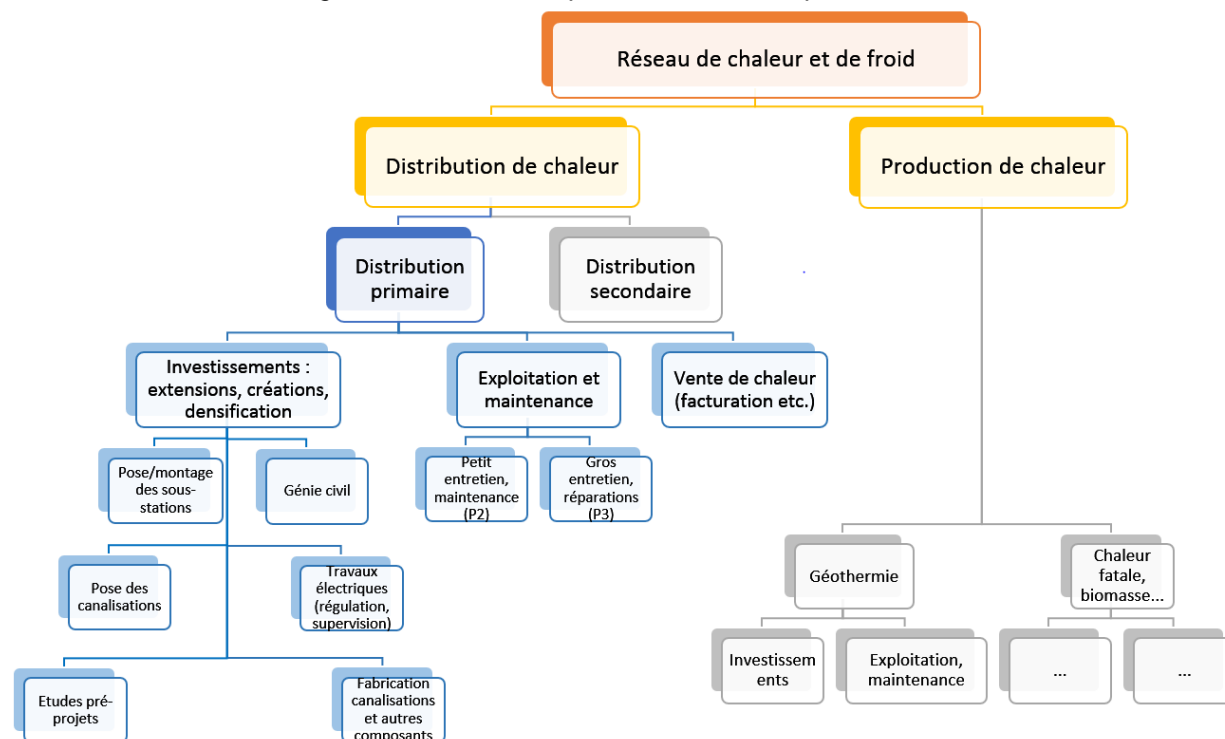 Réseau de chaleur et de froid
Distribution de chaleur
Production de chaleur
Distribution
primaire
Distribution
secondaire
Investissements :
extensions, créations,
densification
Exploitation et
maintenance
Vente de chaleur
(facturation etc.)
Pose/montage
des sous-
stations
Génie civil
Petit
entretien,
maintenance
(P2)
Gros
entretien,
réparations
(P3)
Pose des
canalisations
Travaux
électriques
(régulation,
supervision)
Etudes pré-
projets
Fabrication
canalisations
et autres
composants
Géothermie
Chaleur
fatale,
biomasse...
Investissem
ents
Exploitation,
maintenance
...
...